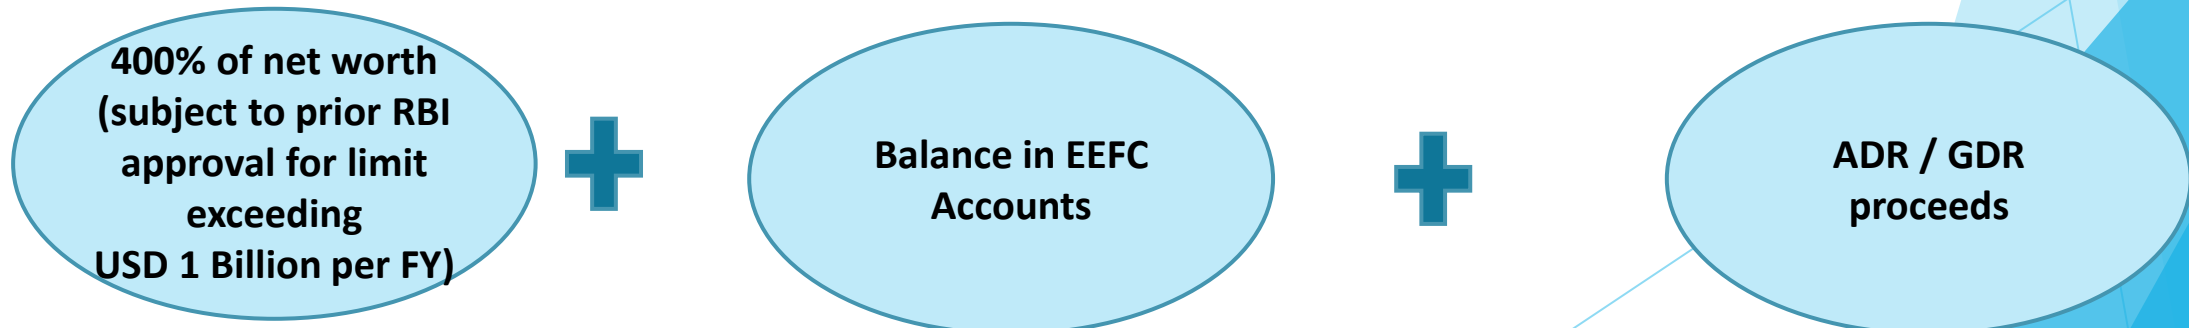 400% of net worth
(subject to prior RBI
approval for limit
exceeding
USD 1 Billion per FY)
Balance in EEFC
Accounts
ADR / GDR
proceeds